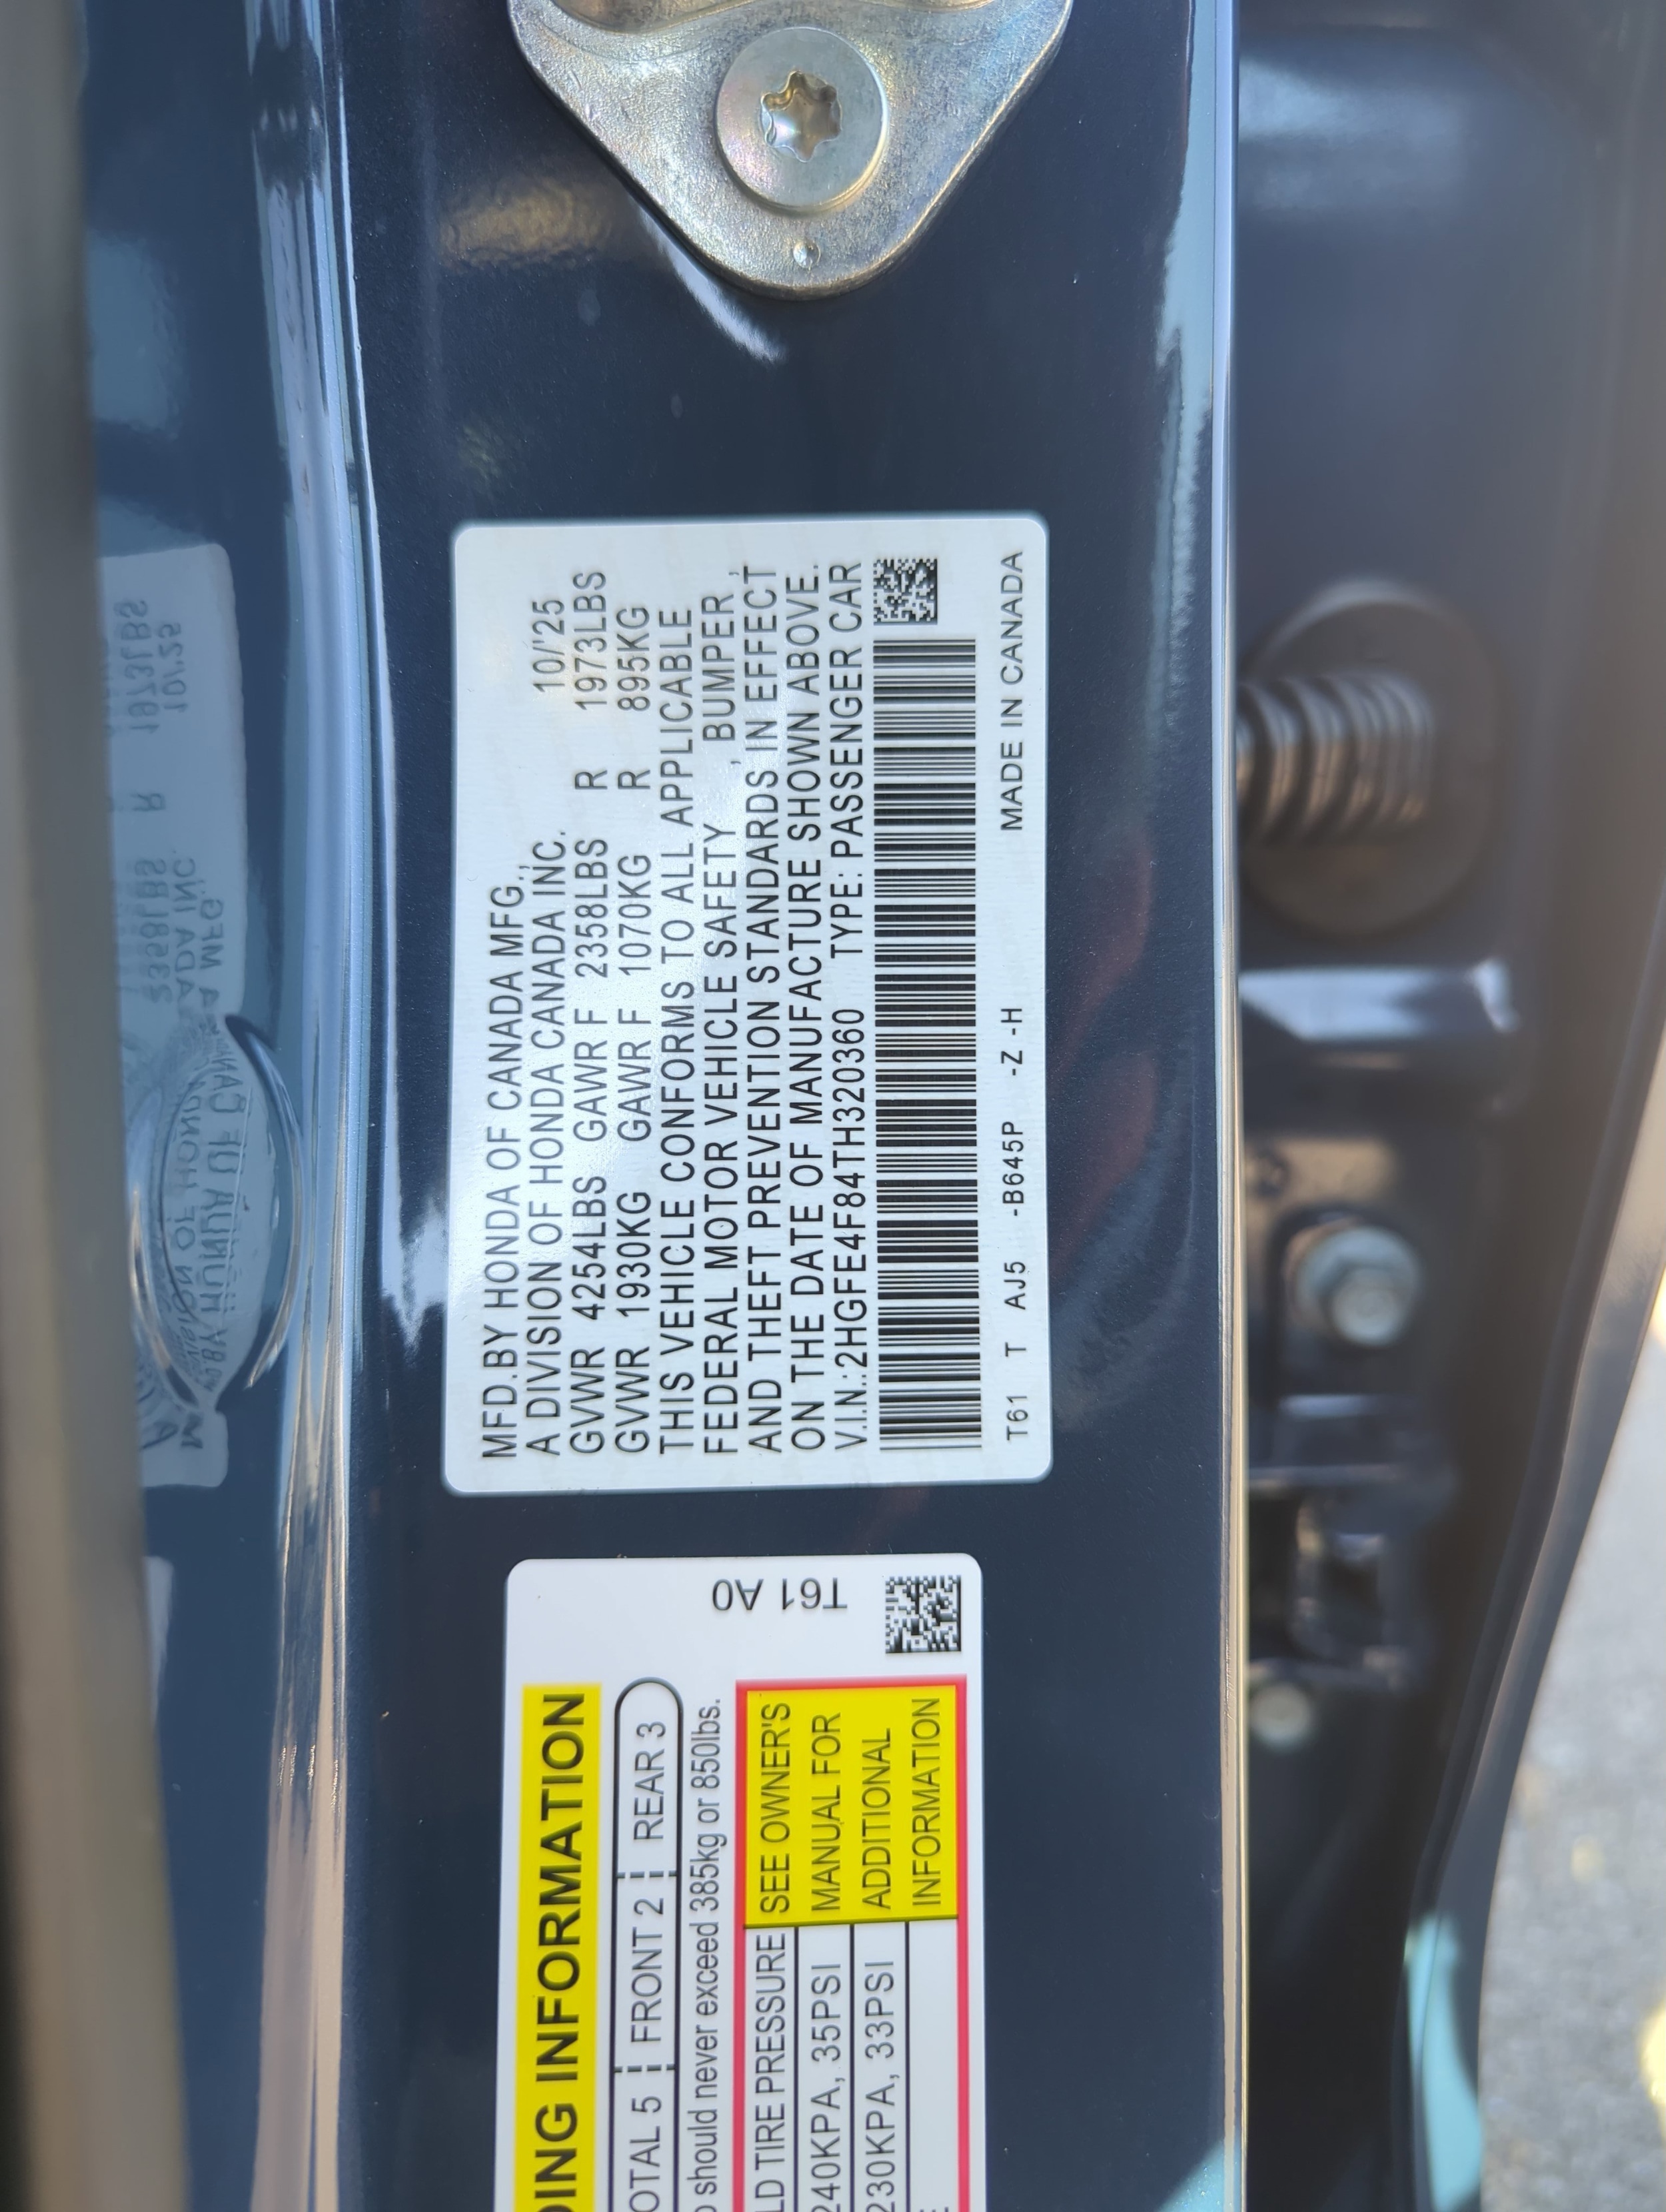 MFD.BY HONDA OF CANADA MFG.,
A DIVISION OF HONDA CANADA INC. 10/'25
GVWR 4254LBS GAWR F 2358LBS R 1973LBS
GVWR 1930KG GAWR F 1070KG R 895KG
THIS VEHICLE CONFORMS TO ALL APPLICABLE
FEDERAL MOTOR VEHICLE SAFETY , BUMPER ,
AND THEFT PREVENTION STANDARDS IN EFFECT
ON THE DATE OF MANUFACTURE SHOWN ABOVE.
V.I.N.:2HGFE4F84TH320360 TYPE: PASSENGER CAR
T61 T AJ5 -B645P -Z -H MADE IN CANADA
T61 A0
INFORMATION
5 FRONT 2 REAR 3
should never exceed 385kg or 850lbs.
TIRE PRESSURE
240KPA, 35PSI
230KPA, 33PSI
SEE OWNER'S
MANUAL FOR
ADDITIONAL
INFORMATION